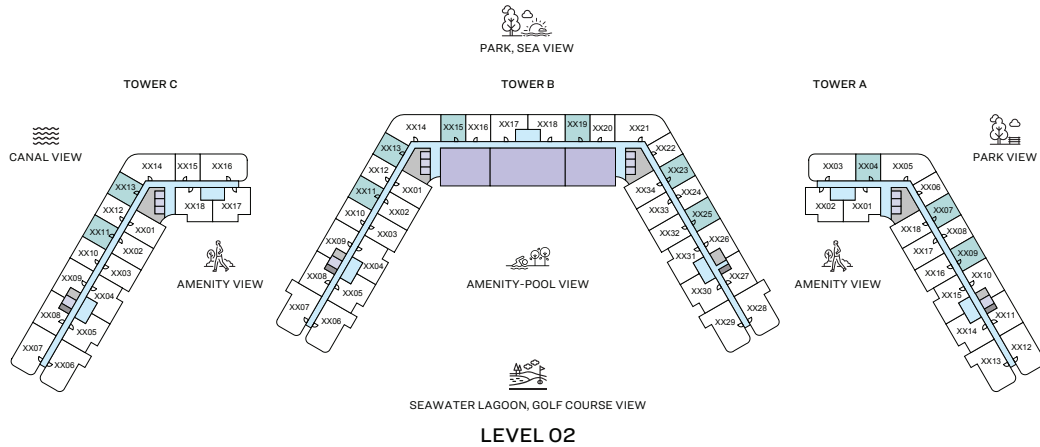 PARK, SEA VIEW
TOWER C
TOWER B
TOWER A
CANAL VIEW
PARK VIEW
XX14
XX15
XX16
XX13
XX12
XX11
XX10
XX09
XX08
XX07
XX06
XX05
XX04
XX03
XX02
XX01
XX18
XX17
AMENITY VIEW
XX14
XX15
XX16
XX17
XX18
XX19
XX20
XX21
XX13
XX12
XX11
XX10
XX09
XX08
XX07
XX06
XX05
XX04
XX03
XX02
XX01
XX22
XX23
XX24
XX25
XX26
XX27
XX28
XX29
XX30
XX31
XX32
XX33
XX34
AMENITY-POOL VIEW
XX03
XX04
XX05
XX02
XX01
XX06
XX07
XX08
XX09
XX10
XX11
XX12
XX13
XX14
XX15
XX16
XX17
XX18
AMENITY VIEW
SEAWATER LAGOON, GOLF COURSE VIEW
LEVEL 02